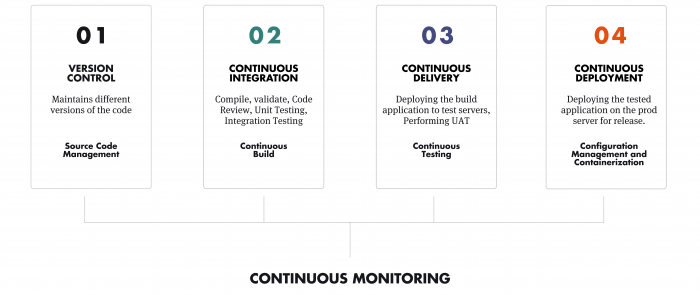 01
VERSION
CONTROL
Maintains different
versions of the code
Source Code
Management
02
CONTINUOUS
INTEGRATION
Compile, validate, Code
Review, Unit Testing,
Integration Testing
Continuous
Build
03
CONTINUOUS
DELIVERY
Deploying the build
application to test servers,
Performing UAT
Continuous
Testing
04
CONTINUOUS
DEPLOYMENT
Deploying the tested
application on the prod
server for release.
Configuration
Management and
Containerization
CONTINUOUS MONITORING